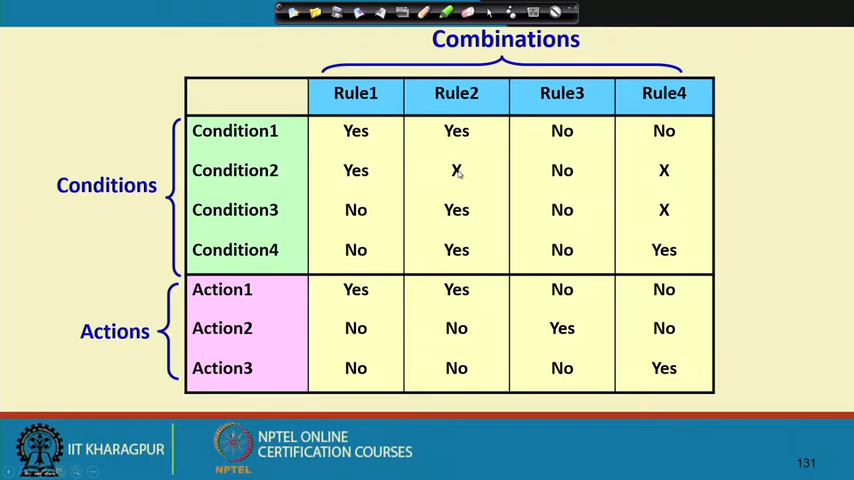 Combinations
Rule1 Rule2 Rule3 Rule4
Condition1 Yes Yes No No
Condition2 Yes X No X
Conditions
Condition3 No Yes No X
Condition4 No Yes No Yes
Action1 Yes Yes No No
Actions
Action2 No No Yes No
Action3 No No No Yes
IIT KHARAGPUR
NPTEL
NPTEL ONLINE
CERTIFICATION COURSES
131